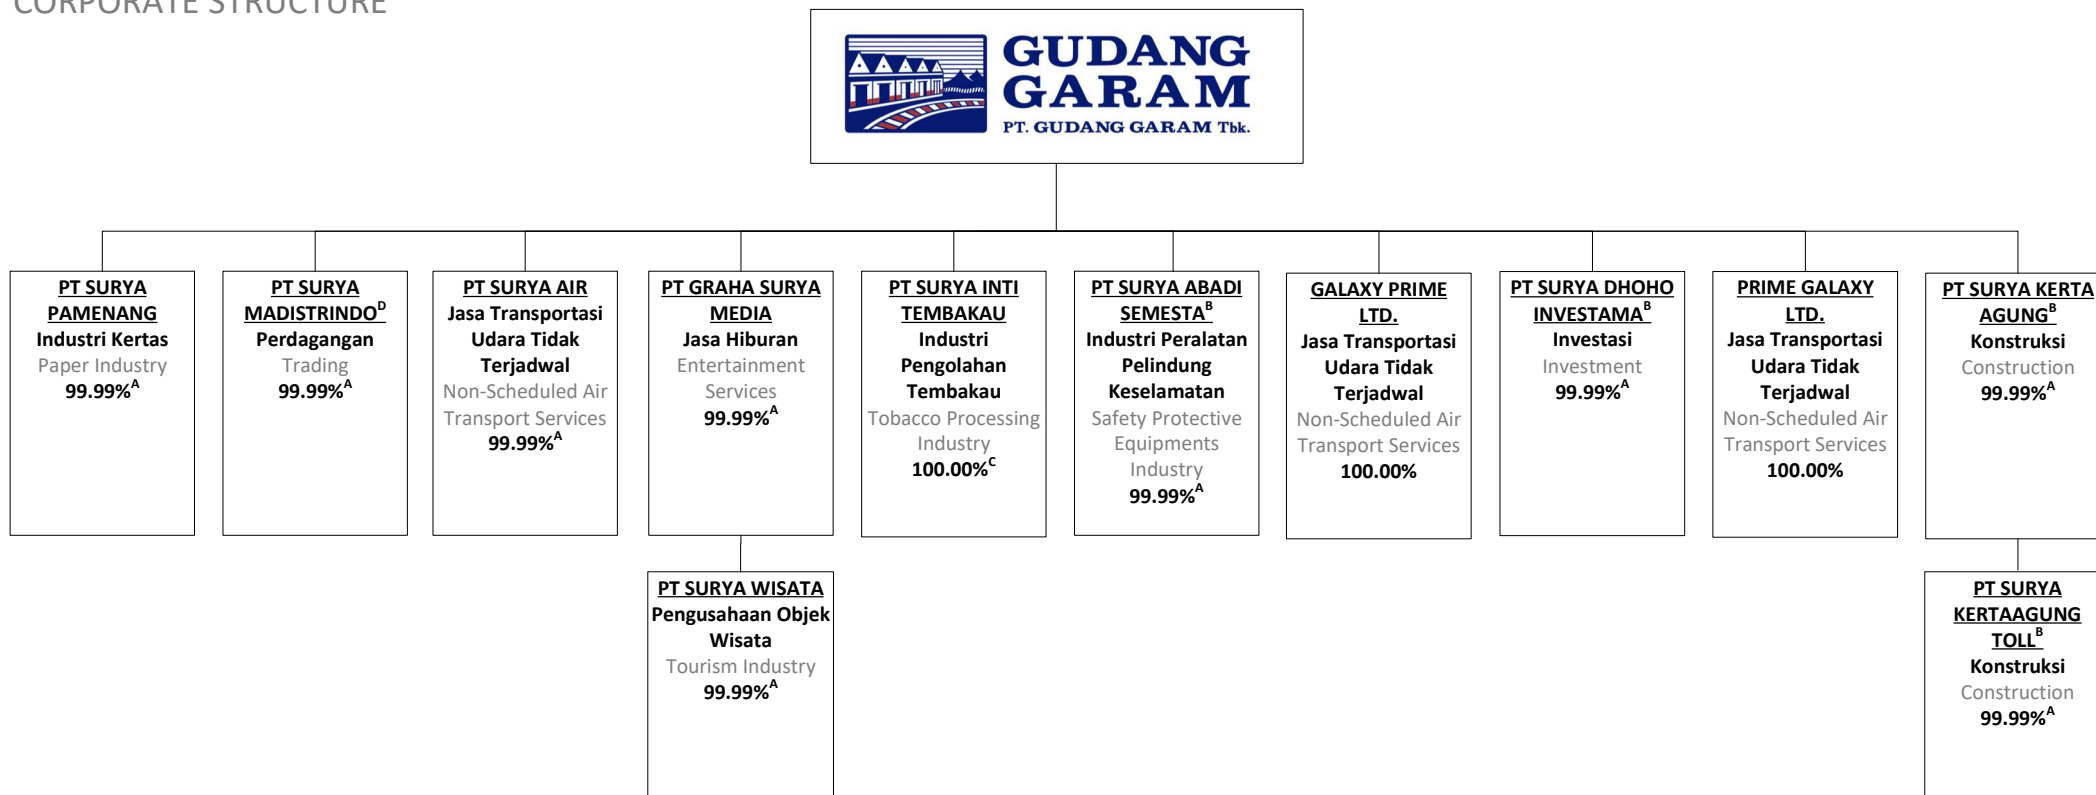 CORPORATE STRUCTURE
GUDANG
GARAM
PT. GUDANG GARAM Tbk.
PT SURYA
PAMENANG
Industri Kertas
Paper Industry
99.99%A
PT SURYA
MADISTRINDOD
Perdagangan
Trading
99.99%A
PT SURYA AIR
Jasa Transportasi
Udara Tidak
Terjadwal
Non-Scheduled Air
Transport Services
99.99%A
PT GRAHA SURYA
MEDIA
Jasa Hiburan
Entertainment
Services
99.99%A
PT SURYA INTI
TEMBAKAU
Industri
Pengolahan
Tembakau
Tobacco Processing
Industry
100.00%C
PT SURYA ABADI
SEMESTAB
Industri Peralatan
Pelindung
Keselamatan
Safety Protective
Equipments
Industry
99.99%A
GALAXY PRIME
LTD.
Jasa Transportasi
Udara Tidak
Terjadwal
Non-Scheduled Air
Transport Services
100.00%
PT SURYA DHOHO
INVESTAMAB
Investasi
Investment
99.99%A
PRIME GALAXY
LTD.
Jasa Transportasi
Udara Tidak
Terjadwal
Non-Scheduled Air
Transport Services
100.00%
PT SURYA KERTA
AGUNGB
Konstruksi
Construction
99.99%A
PT SURYA WISATA
Pengusahaan Objek
Wisata
Tourism Industry
99.99%A
PT SURYA
KERTAAGUNG
TOLLB
Konstruksi
Construction
99.99%A